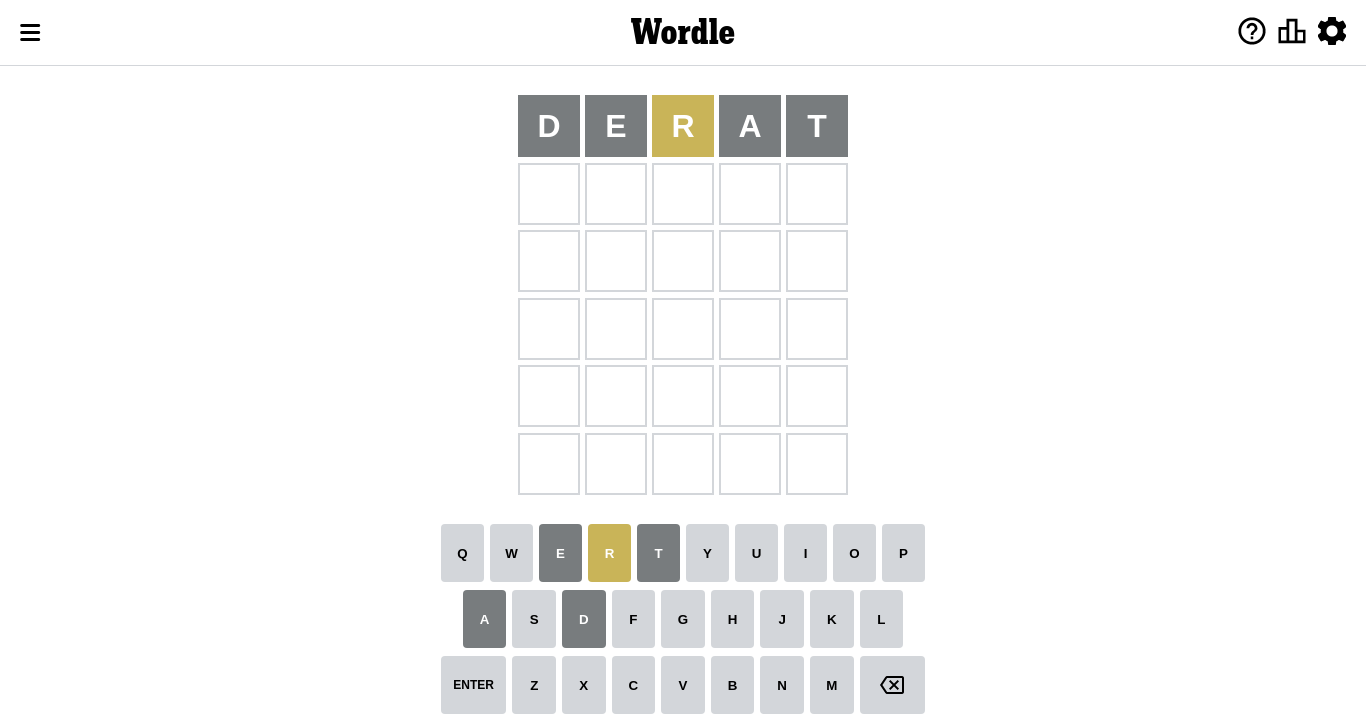 Wordle
D E R A T
Q W E R T Y U I O P
A S D F G H J K L
ENTER Z X C V B N M